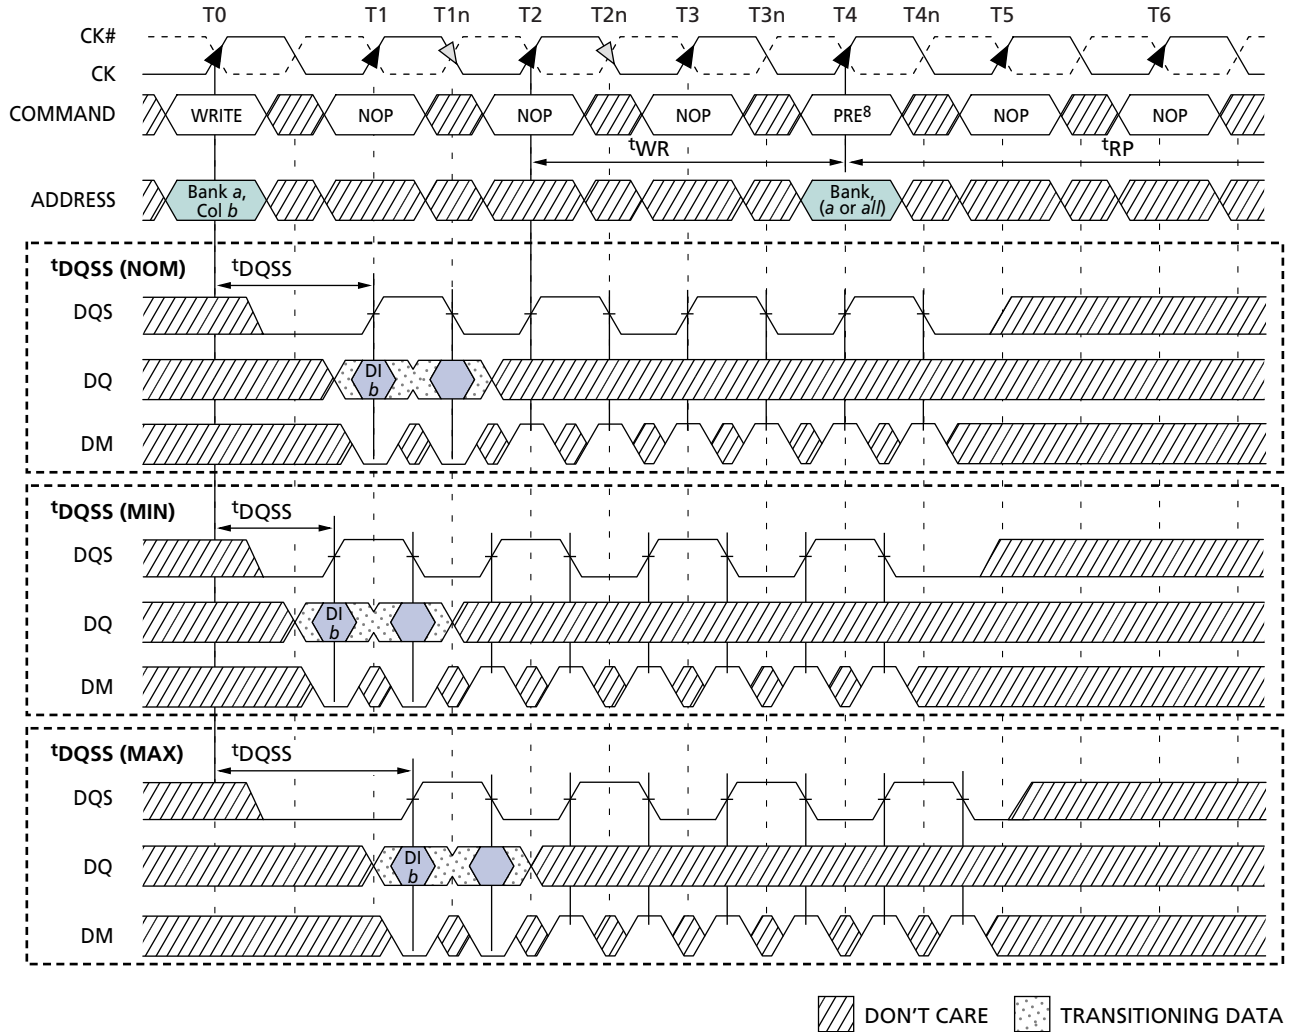 T0 T1 T1n T2 T2n T3 T3n T4 T4n T5 T6
CK#
CK
COMMAND WRITE NOP NOP NOP PRE8 NOP NOP
tWR tRP
ADDRESS Bank a, Col b Bank, (a or all)
tDQSS (NOM) tDQSS
DQS
DQ DI b
DM
tDQSS (MIN) tDQSS
DQS
DQ DI b
DM
tDQSS (MAX) tDQSS
DQS
DQ DI b
DM
DON'T CARE TRANSITIONING DATA